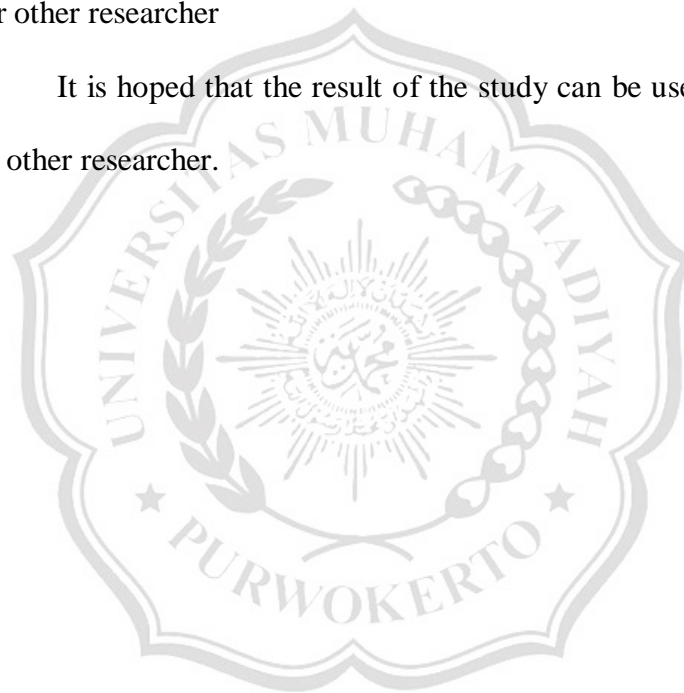 r other researcher
It is hoped that the result of the study can be use
other researcher.
UNIVERSITAS MUHAMMADIYAH
PURWOKERTO